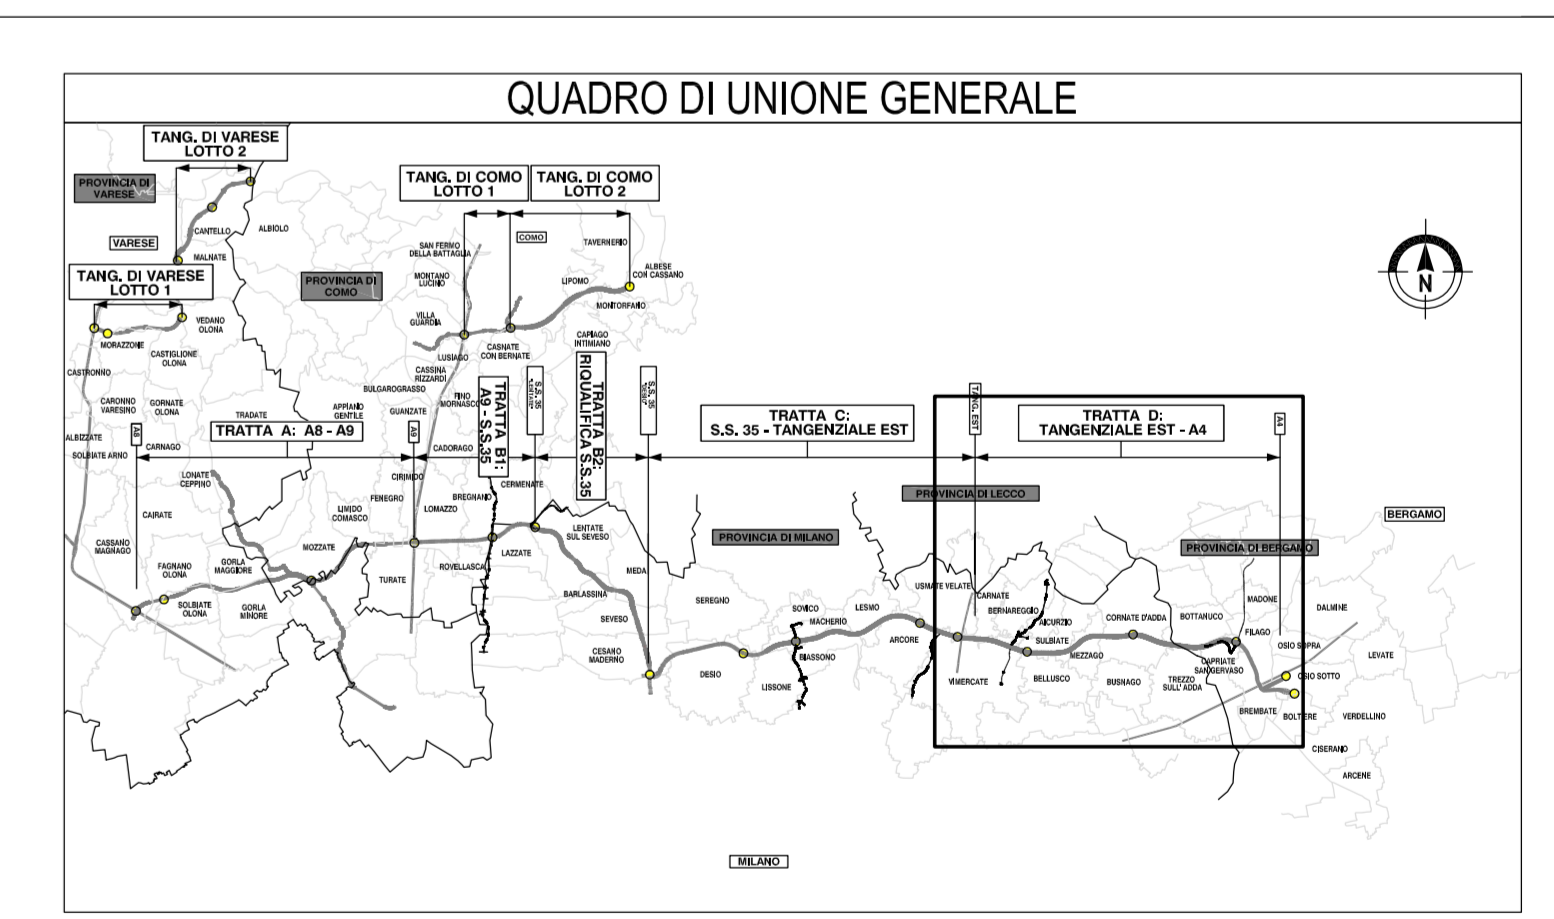 QUADRO DI UNIONE GENERALE
TANG. DI VARESE
LOTTO 2
PROVINCIA DI
VARESE
CANTELLO
ALBIOLO
VARESE
MALNATE
TANG. DI VARESE
LOTTO 1
VEDANO
OLONA
MORAZZONE
CASTIGLIONE
OLONA
CASTRONNO
PROVINCIA DI
COMO
TANG. DI COMO
LOTTO 1
TANG. DI COMO
LOTTO 2
SAN FERMO
DELLA BATTAGLIA
COMO
TAVERNERIO
MONTANO
LUCINO
LIPOMO
ALBESE
CON CASSANO
MONTORFANO
VILLA
GUARDIA
LUSIAGO
CASNATE
CON BERNATE
CAPIAGO
INTIMIANO
CASSINA
RIZZARDI
BULGAROGRASSO
FINO
MORNASCO
N
CARONNO
VARESINO
GORNATE
OLONA
TRADATE
APPIANO
GENTILE
GUANZATE
ALBIZZATE
SOLBIATE ARNO
CARNAGO
A8
TRATTA A: A8 - A9
A9
CADORAGO
TRATTA B1:
A9 - S.S.35
S.S. 35
TRATTA B2:
RIQUALIFICA S.S.35
S.S. 35
TRATTA C:
S.S. 35 - TANGENZIALE EST
TANG. EST
TRATTA D:
TANGENZIALE EST - A4
A4
LONATE
CEPPINO
CIRIMIDO
FENEGRO
LIMIDO
COMASCO
LOMAZZO
BREGNANO
CERMENATE
CAIRATE
CASSANO
MAGNAGO
MOZZATE
LAZZATE
LENTATE
SUL SEVESO
PROVINCIA DI LECCO
BERGAMO
PROVINCIA DI MILANO
PROVINCIA DI BERGAMO
FAGNANO
OLONA
GORLA
MAGGIORE
TURATE
ROVELLASCA
MEDA
SOLBIATE
OLONA
GORLA
MINORE
BARLASSINA
SEVESO
SEREGNO
SOVICO
MACHERIO
LESMO
USMATE VELATE
CARNATE
BERNAREGGIO
AICURZIO
SULBIATE
CORNATE D'ADDA
BOTTANUCO
MADONE
DALMINE
FILAGO
OSIO SOPRA
LEVATE
CESANO
MADERNO
DESIO
BIASSONO
LISSONE
ARCORE
VIMERCATE
MEZZAGO
BELLUSCO
BUSNAGO
TREZZO
SULL' ADDA
CAPRIATE
SAN GERVASO
OSIO SOTTO
BREMBATE
BOLTIERE
VERDELLINO
CISERANO
ARCENE
MILANO